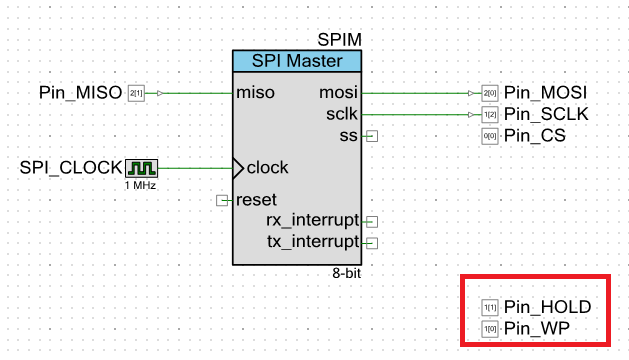 SPIM
SPI Master
Pin_MISO 2[1] miso mosi 2[0] Pin_MOSI
sclk 1[2] Pin_SCLK
ss 0[0] Pin_CS
SPI_CLOCK clock
1 MHz
reset
rx_interrupt
tx_interrupt
8-bit
1[1] Pin_HOLD
1[0] Pin_WP